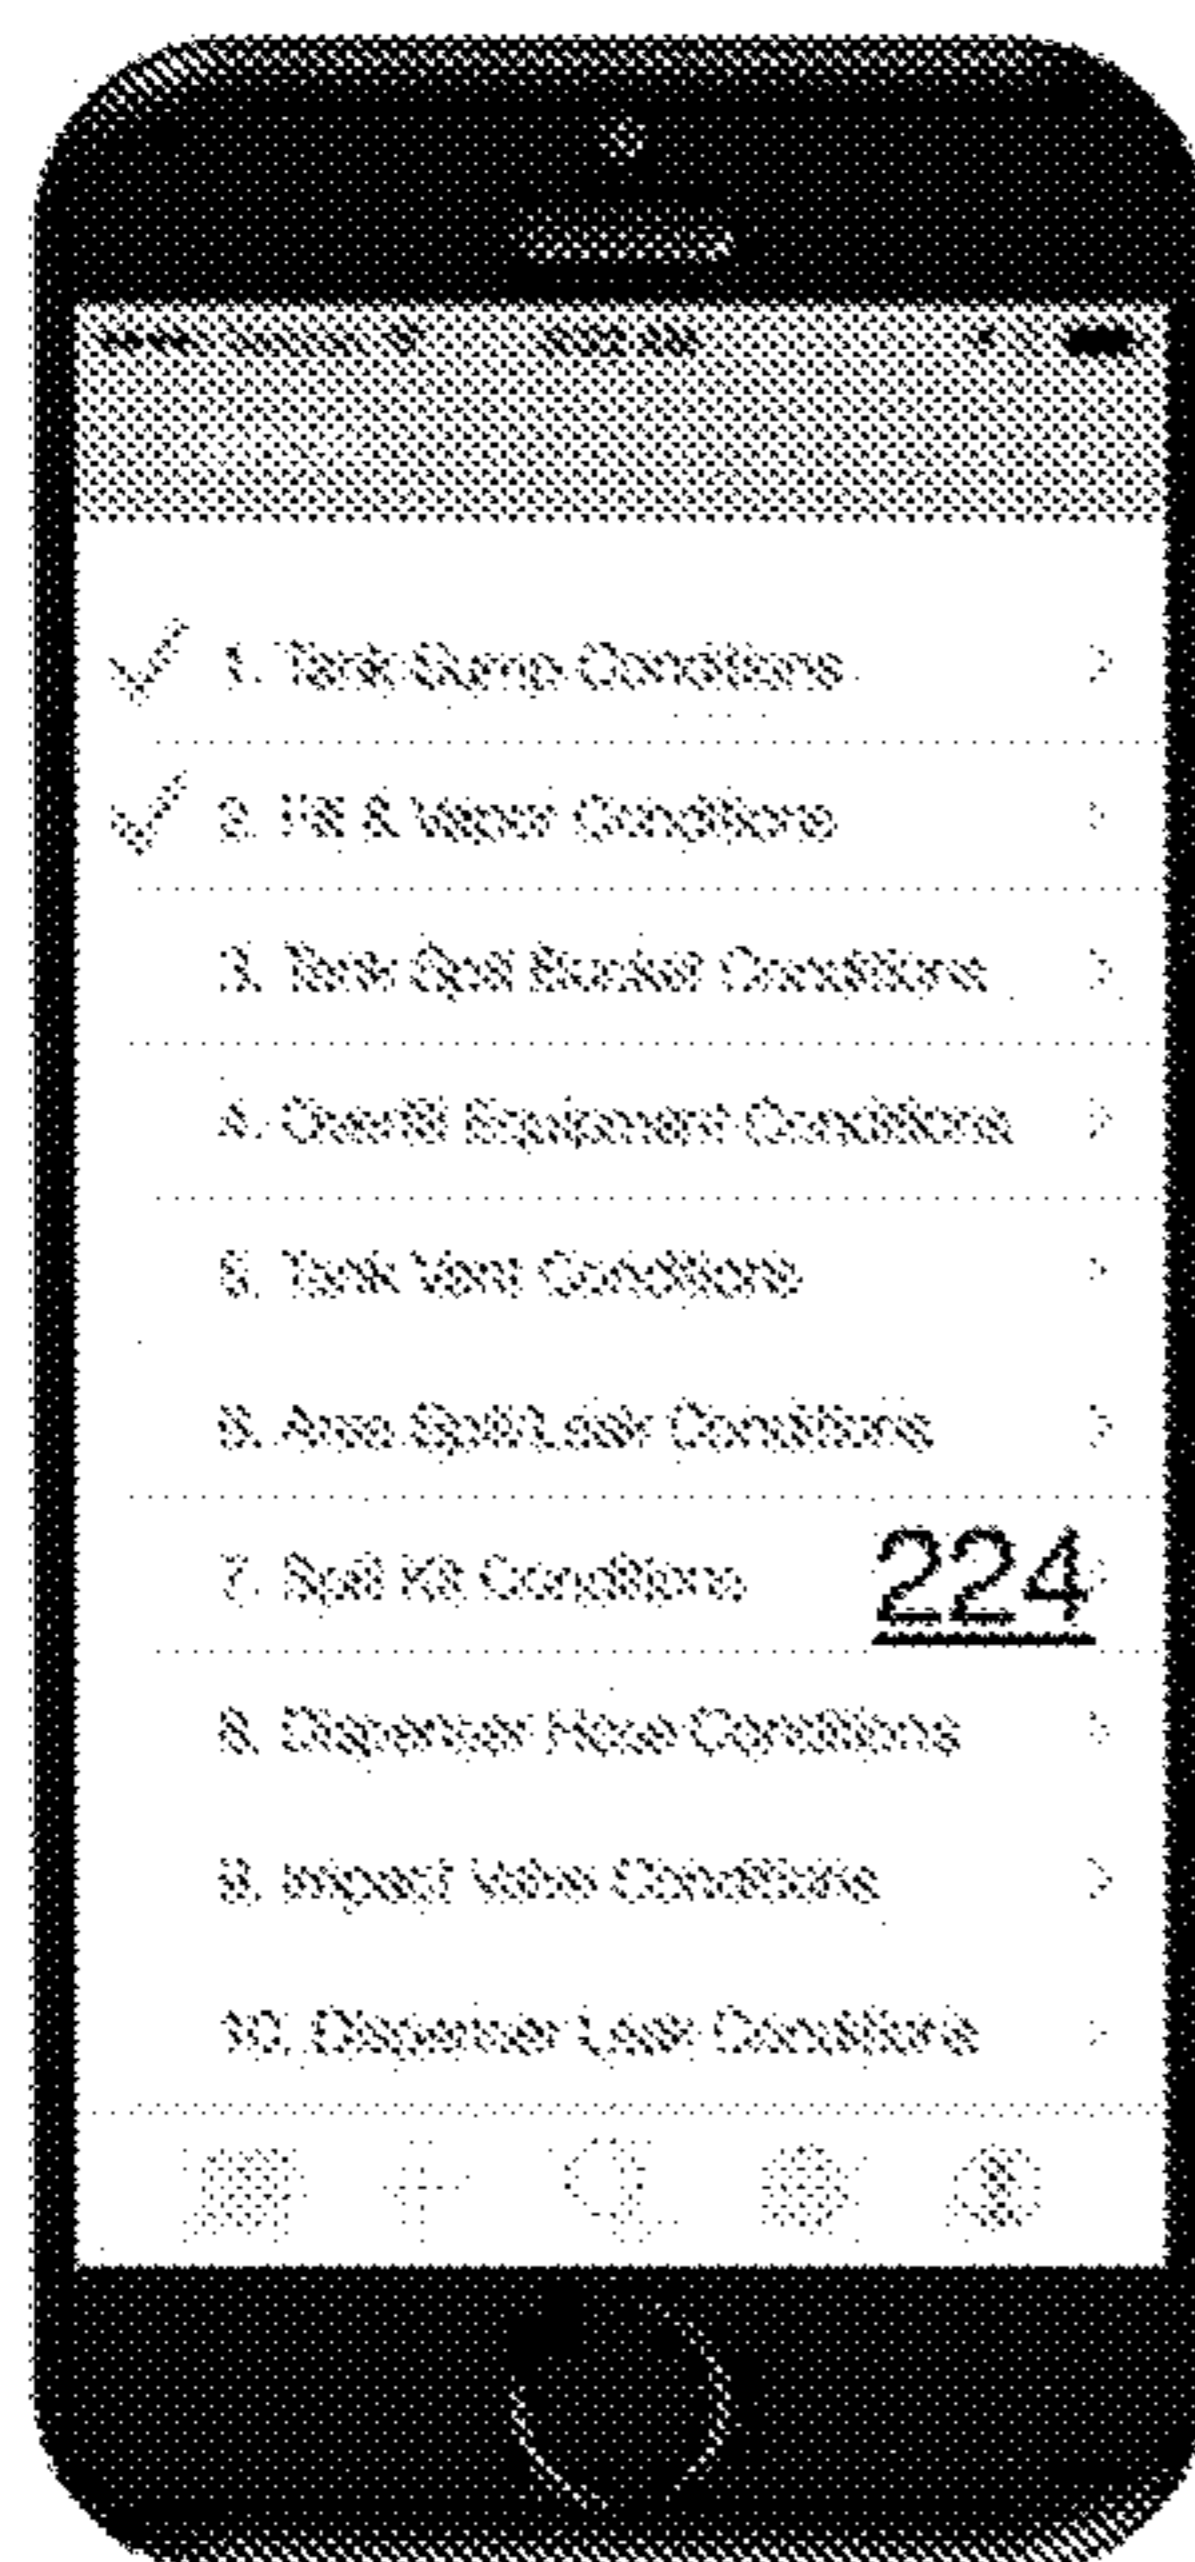 1. Tank Sump Conditions
2. Fill & Vapor Conditions
3. Tank Spill Bucket Conditions
4. Overfill Equipment Conditions
5. Tank Vent Conditions
6. Area Spill/Leak Conditions
7. Spill Kit Conditions
224
8. Dispenser Hose Conditions
9. Impact Valve Conditions
10. Dispenser Leak Conditions